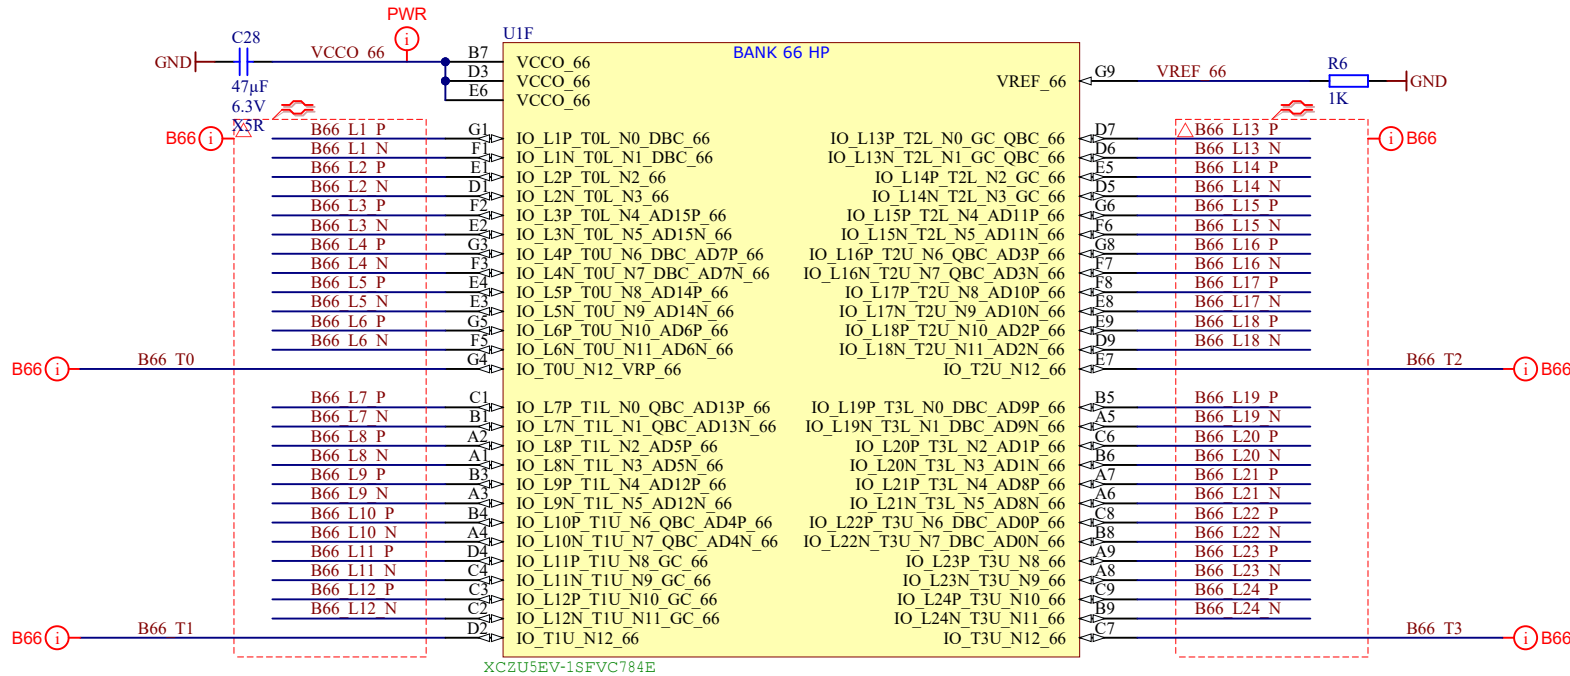 PWR
U1F
BANK 66 HP
C28
GND
VCCO_66
47µF
6.3V
X5R
B7 VCCO_66
D3 VCCO_66
E6 VCCO_66
VREF_66 G9 VREF_66
R6
1K
GND
B66
B66_L1_P G1 IO_L1P_T0L_N0_DBC_66
B66_L1_N F1 IO_L1N_T0L_N1_DBC_66
B66_L2_P E1 IO_L2P_T0L_N2_66
B66_L2_N D1 IO_L2N_T0L_N3_66
B66_L3_P F2 IO_L3P_T0L_N4_AD15P_66
B66_L3_N E2 IO_L3N_T0L_N5_AD15N_66
B66_L4_P G3 IO_L4P_T0U_N6_DBC_AD7P_66
B66_L4_N F3 IO_L4N_T0U_N7_DBC_AD7N_66
B66_L5_P E4 IO_L5P_T0U_N8_AD14P_66
B66_L5_N E3 IO_L5N_T0U_N9_AD14N_66
B66_L6_P G5 IO_L6P_T0U_N10_AD6P_66
B66_L6_N F5 IO_L6N_T0U_N11_AD6N_66
B66 B66_T0 G4 IO_T0U_N12_VRP_66
B66_L7_P C1 IO_L7P_T1L_N0_QBC_AD13P_66
B66_L7_N B1 IO_L7N_T1L_N1_QBC_AD13N_66
B66_L8_P A2 IO_L8P_T1L_N2_AD5P_66
B66_L8_N A1 IO_L8N_T1L_N3_AD5N_66
B66_L9_P B3 IO_L9P_T1L_N4_AD12P_66
B66_L9_N A3 IO_L9N_T1L_N5_AD12N_66
B66_L10_P B4 IO_L10P_T1U_N6_QBC_AD4P_66
B66_L10_N A4 IO_L10N_T1U_N7_QBC_AD4N_66
B66_L11_P D4 IO_L11P_T1U_N8_GC_66
B66_L11_N C4 IO_L11N_T1U_N9_GC_66
B66_L12_P C3 IO_L12P_T1U_N10_GC_66
B66_L12_N C2 IO_L12N_T1U_N11_GC_66
B66 B66_T1 D2 IO_T1U_N12_66
IO_L13P_T2L_N0_GC_QBC_66 D7 B66_L13_P
B66
IO_L13N_T2L_N1_GC_QBC_66 D6 B66_L13_N
IO_L14P_T2L_N2_GC_66 E5 B66_L14_P
IO_L14N_T2L_N3_GC_66 D5 B66_L14_N
IO_L15P_T2L_N4_AD11P_66 G6 B66_L15_P
IO_L15N_T2L_N5_AD11N_66 F6 B66_L15_N
IO_L16P_T2U_N6_QBC_AD3P_66 G8 B66_L16_P
IO_L16N_T2U_N7_QBC_AD3N_66 F7 B66_L16_N
IO_L17P_T2U_N8_AD10P_66 F8 B66_L17_P
IO_L17N_T2U_N9_AD10N_66 E8 B66_L17_N
IO_L18P_T2U_N10_AD2P_66 E9 B66_L18_P
IO_L18N_T2U_N11_AD2N_66 D9 B66_L18_N
IO_T2U_N12_66 E7 B66_T2 B66
IO_L19P_T3L_N0_DBC_AD9P_66 B5 B66_L19_P
IO_L19N_T3L_N1_DBC_AD9N_66 A5 B66_L19_N
IO_L20P_T3L_N2_AD1P_66 C6 B66_L20_P
IO_L20N_T3L_N3_AD1N_66 B6 B66_L20_N
IO_L21P_T3L_N4_AD8P_66 A7 B66_L21_P
IO_L21N_T3L_N5_AD8N_66 A6 B66_L21_N
IO_L22P_T3U_N6_DBC_AD0P_66 C8 B66_L22_P
IO_L22N_T3U_N7_DBC_AD0N_66 B8 B66_L22_N
IO_L23P_T3U_N8_66 A9 B66_L23_P
IO_L23N_T3U_N9_66 A8 B66_L23_N
IO_L24P_T3U_N10_66 C9 B66_L24_P
IO_L24N_T3U_N11_66 B9 B66_L24_N
IO_T3U_N12_66 C7 B66_T3 B66
XCZU5EV-1SFVC784E